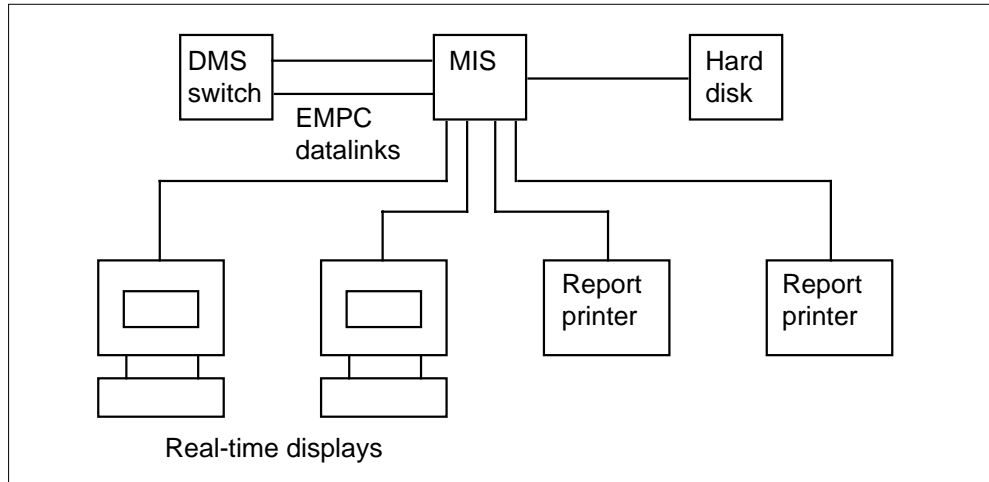 DMS
switch
MIS
Hard
disk
EMPC
datalinks
Report
printer
Report
printer
Real-time displays